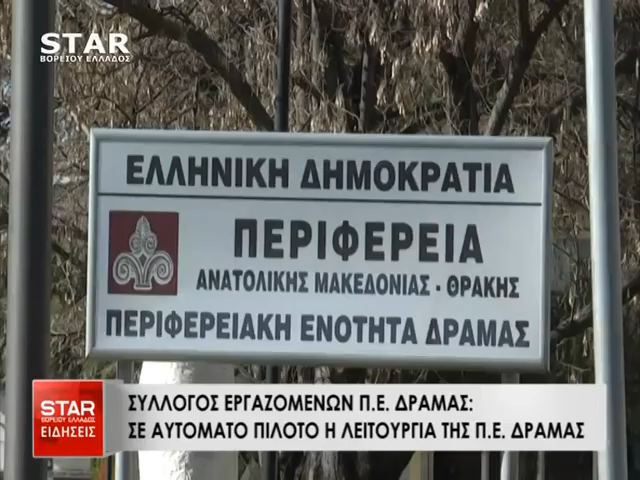 STAR
ΒΟΡΕΙΟΥ ΕΛΛΑΔΟΣ
ΕΛΛΗΝΙΚΗ ΔΗΜΟΚΡΑΤΙΑ
ΠΕΡΙΦΕΡΕΙΑ
ΑΝΑΤΟΛΙΚΗΣ ΜΑΚΕΔΟΝΙΑΣ - ΘΡΑΚΗΣ
ΠΕΡΙΦΕΡΕΙΑΚΗ ΕΝΟΤΗΤΑ ΔΡΑΜΑΣ
STAR
ΒΟΡΕΙΟΥ ΕΛΛΑΔΟΣ
ΕΙΔΗΣΕΙΣ
ΣΥΛΛΟΓΟΣ ΕΡΓΑΖΟΜΕΝΩΝ Π.Ε. ΔΡΑΜΑΣ:
ΣΕ ΑΥΤΟΜΑΤΟ ΠΙΛΟΤΟ Η ΛΕΙΤΟΥΡΓΙΑ ΤΗΣ Π.Ε. ΔΡΑΜΑΣ